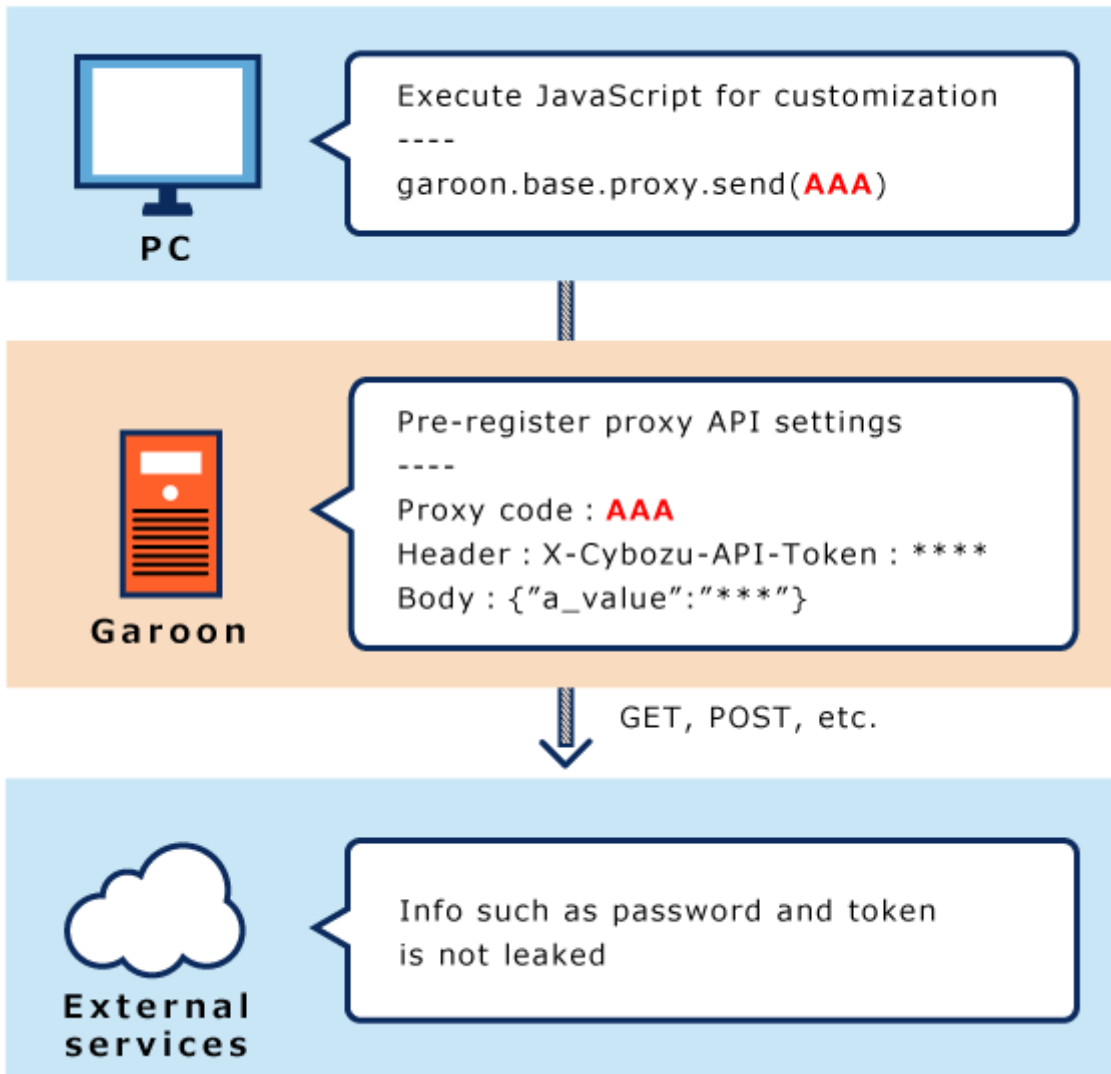 Execute JavaScript for customization
----
garoon.base.proxy.send(AAA)
PC
Pre-register proxy API settings
----
Proxy code : AAA
Header : X-Cybozu-API-Token : ****
Body : {"a_value":"***"}
Garoon
GET, POST, etc.
Info such as password and token
is not leaked
External
services